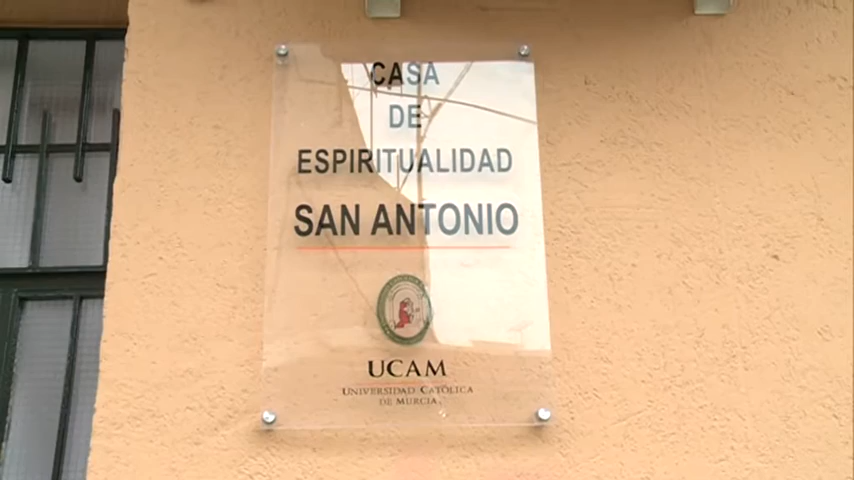 CASA
DE
ESPIRITUALIDAD
SAN ANTONIO
UCAM
UNIVERSIDAD CATÓLICA
DE MURCIA